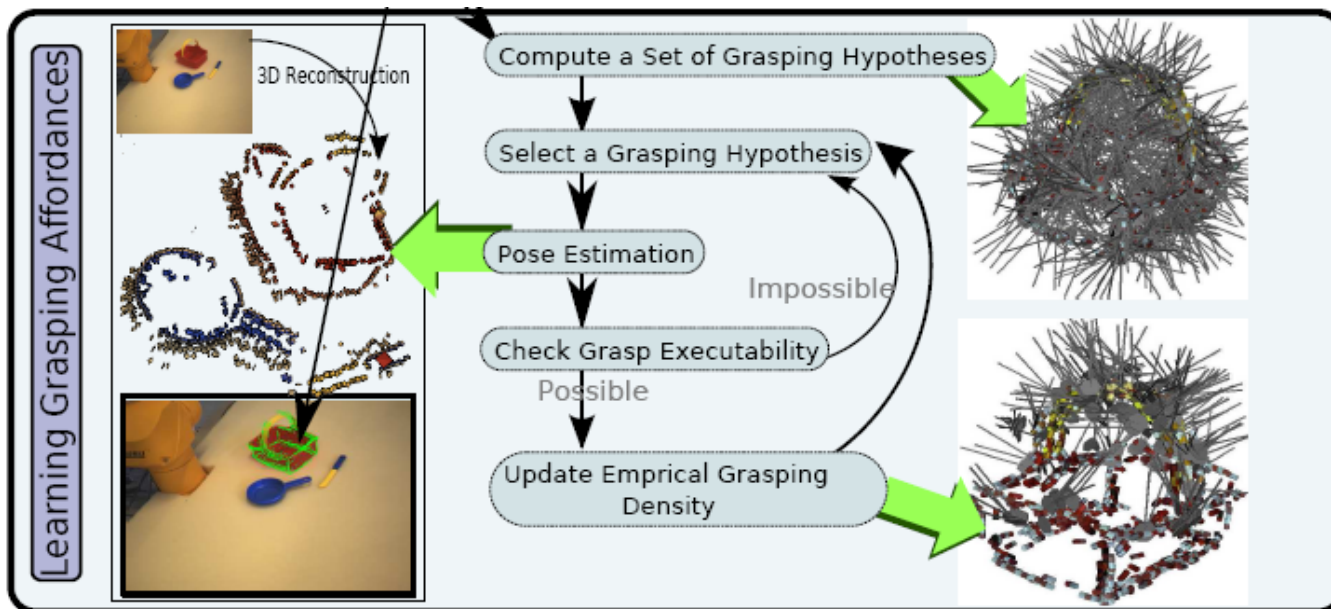 Learning Grasping Affordances
3D Reconstruction
Compute a Set of Grasping Hypotheses
Select a Grasping Hypothesis
Pose Estimation
Impossible
Check Grasp Executability
Possible
Update Emprical Grasping
Density